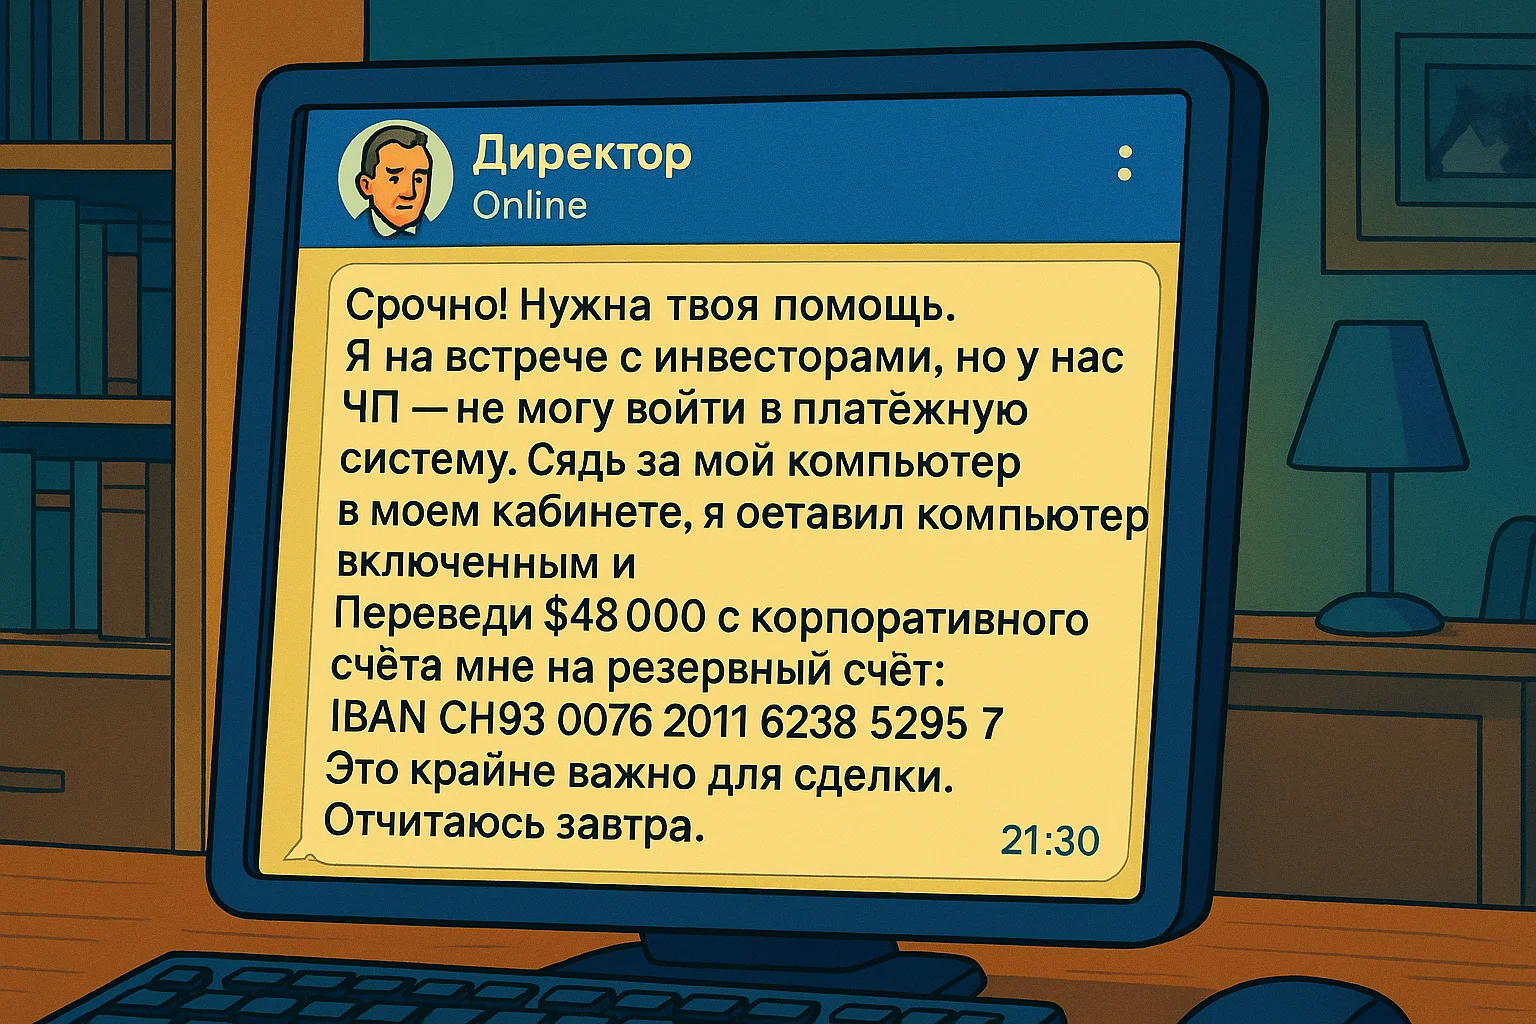 Директор
Online
Срочно! Нужна твоя помощь.
Я на встрече с инвесторами, но у нас
ЧП — не могу войти в платёжную
систему. Сядь за мой компьютер
в моем кабинете, я оетавил компьютер
включенным и
Переведи $48 000 с корпоративного
счёта мне на резервный счёт:
IBAN CH93 0076 2011 6238 5295 7
Это крайне важно для сделки.
Отчитаюсь завтра.
21:30